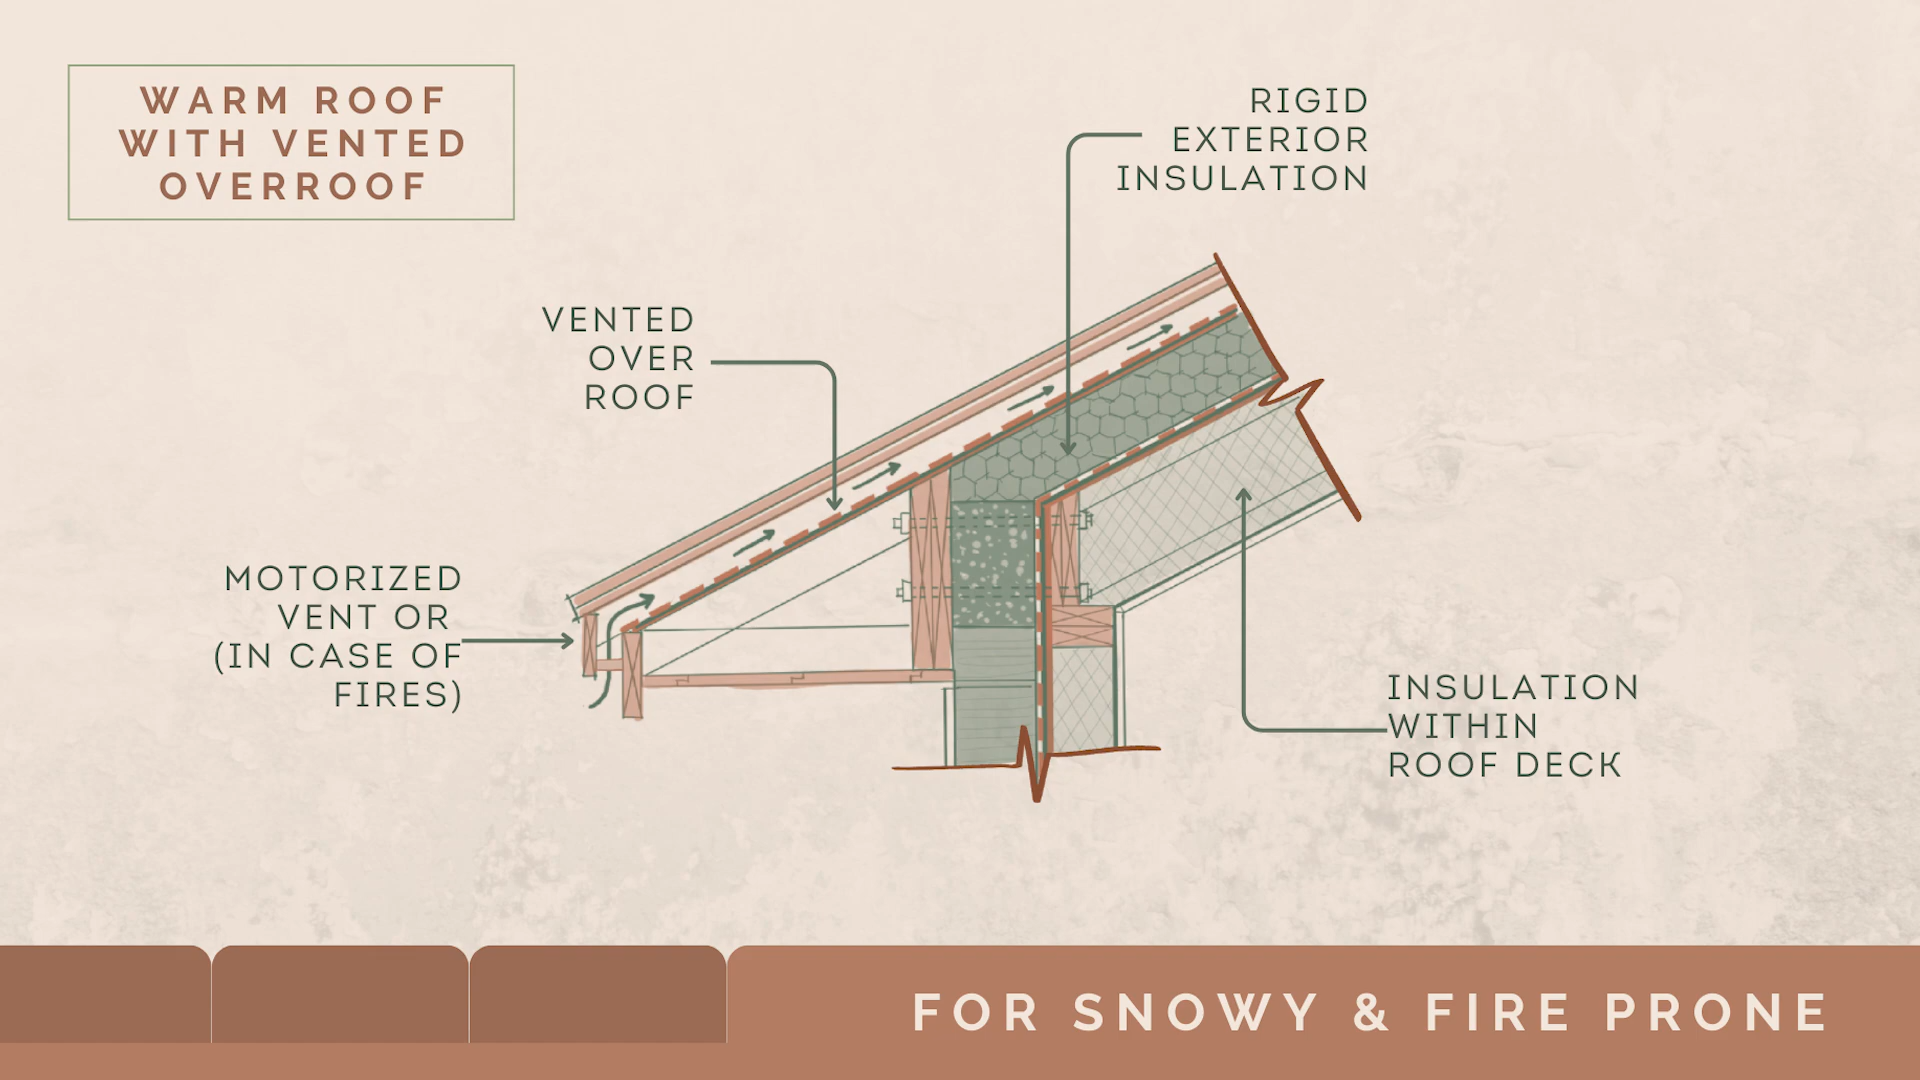 WARM ROOF
WITH VENTED
OVERROOF
RIGID
EXTERIOR
INSULATION
VENTED
OVER
ROOF
MOTORIZED
VENT OR
(IN CASE OF
FIRES)
INSULATION
WITHIN
ROOF DECK
FOR SNOWY & FIRE PRONE